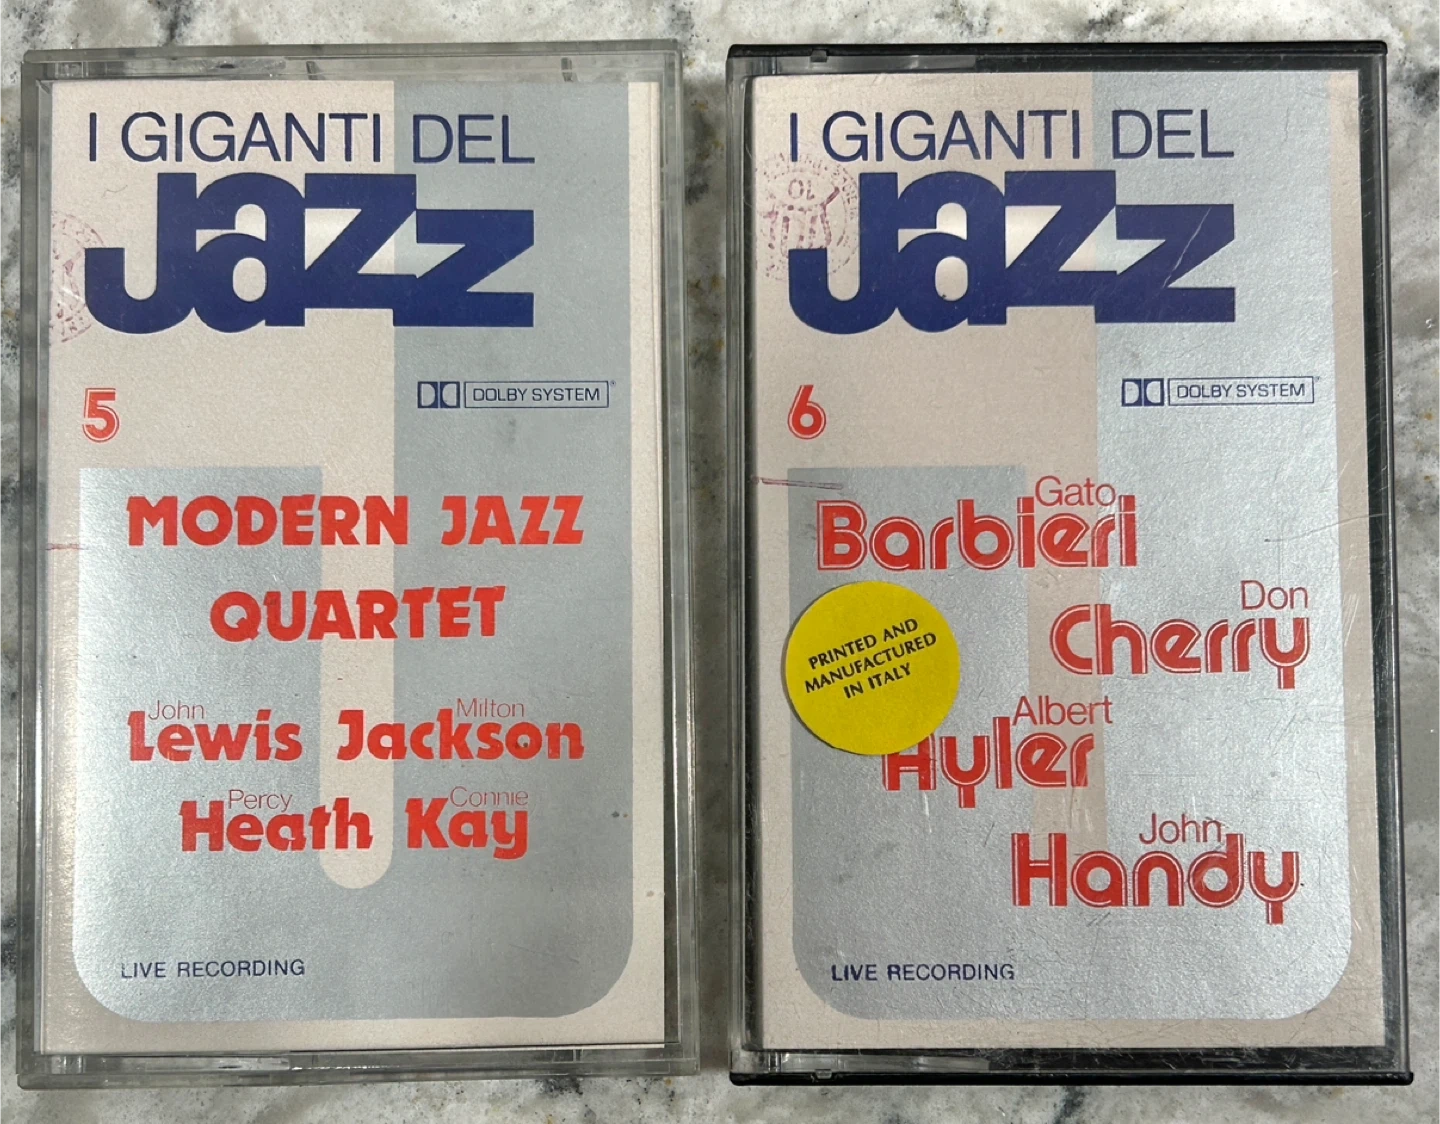 I GIGANTI DEL
Jazz
5
DOLBY SYSTEM
MODERN JAZZ
QUARTET
John Milton
Lewis Jackson
Percy Connie
Heath Kay
LIVE RECORDING
I GIGANTI DEL
Jazz
6
DOLBY SYSTEM
Gato
Barbieri
Don
Cherry
PRINTED AND
MANUFACTURED
IN ITALY
Albert
Ayler
John
Handy
LIVE RECORDING